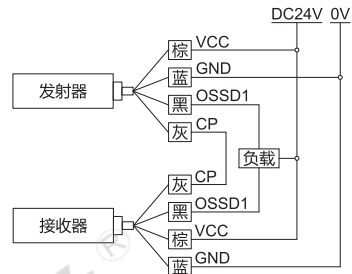 DC24V 0V
棕 VCC
蓝 GND
发射器
黑 OSSD1
灰 CP
负载
灰 CP
黑 OSSD1
接收器
棕 VCC
蓝 GND
®